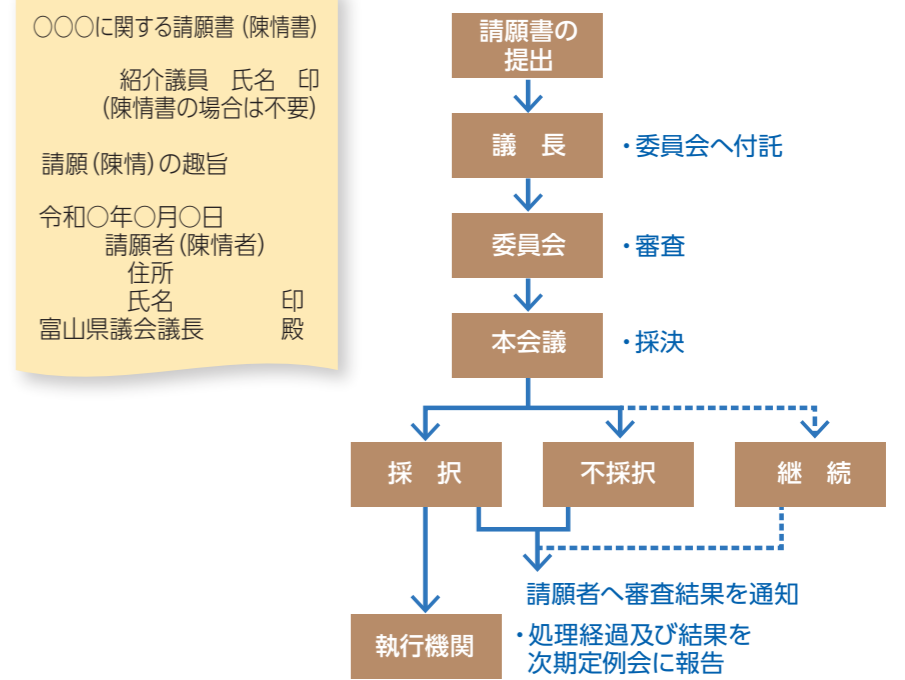 ○○○に関する請願書(陳情書)
紹介議員　氏名　印
(陳情書の場合は不要)
請願(陳情)の趣旨
令和○年○月○日
請願者(陳情者)
住所
氏名　印
富山県議会議長　殿
請願書の
提出
議　長
・委員会へ付託
委員会
・審査
本会議
・採決
採　択
不採択
継　続
請願者へ審査結果を通知
執行機関
・処理経過及び結果を
次期定例会に報告